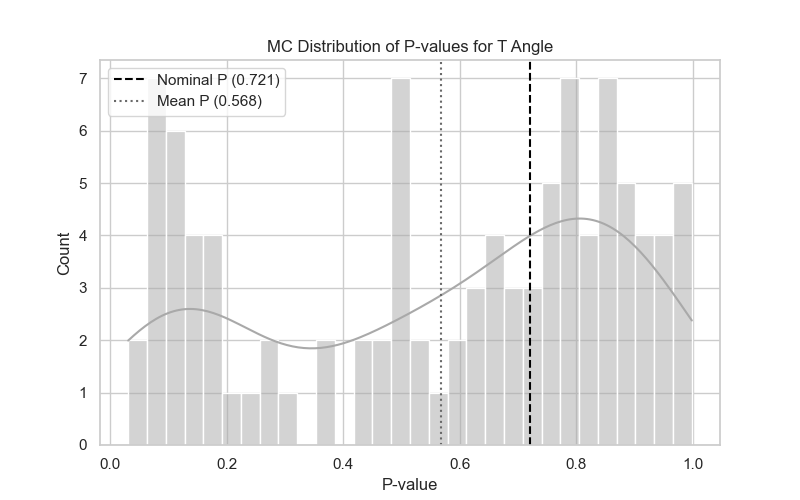 MC Distribution of P-values for T Angle
Nominal P (0.721)
Mean P (0.568)
7
6
5
4
3
2
1
0
Count
0.0 0.2 0.4 0.6 0.8 1.0
P-value